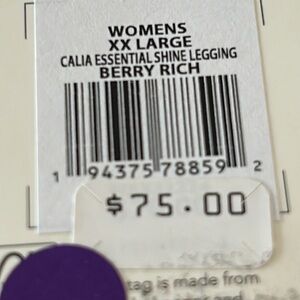 WOMENS
XX LARGE
CALIA ESSENTIAL SHINE LEGGING
BERRY RICH
1 94375 78859 2
$75.00
tag is made from